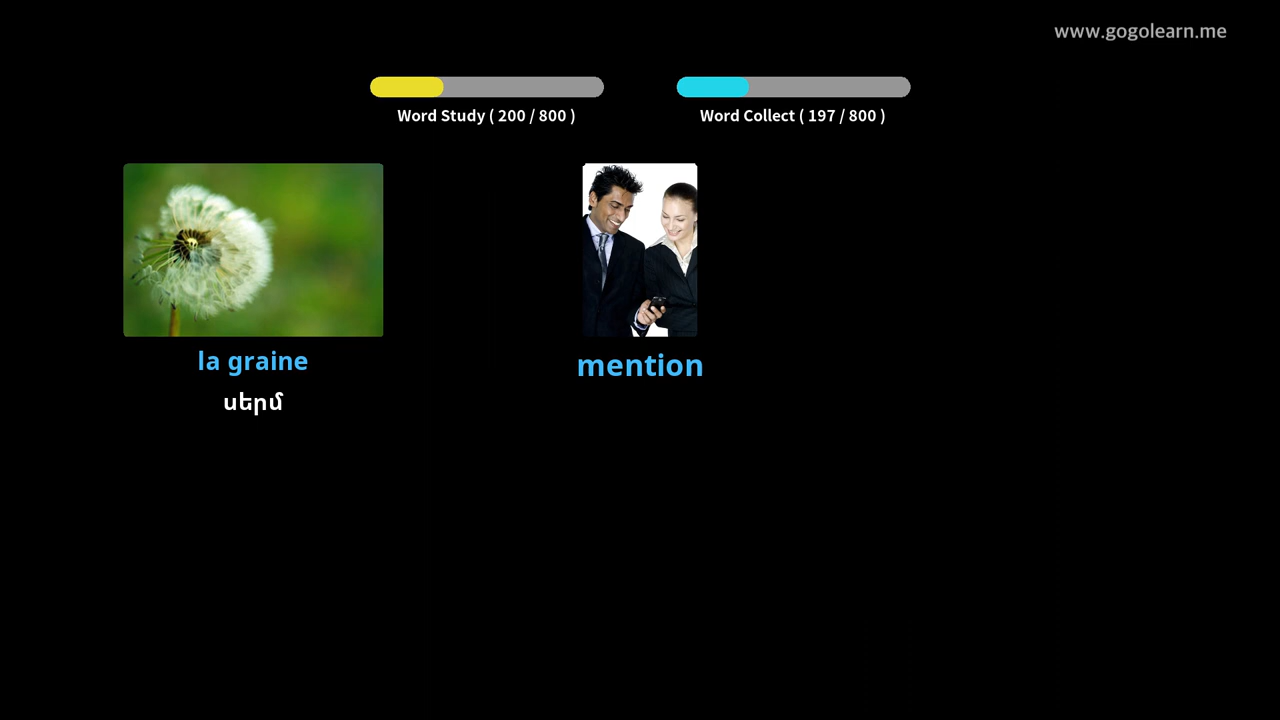 www.gogolearn.me
Word Study ( 200 / 800 )
Word Collect ( 197 / 800 )
la graine
սերմ
mention